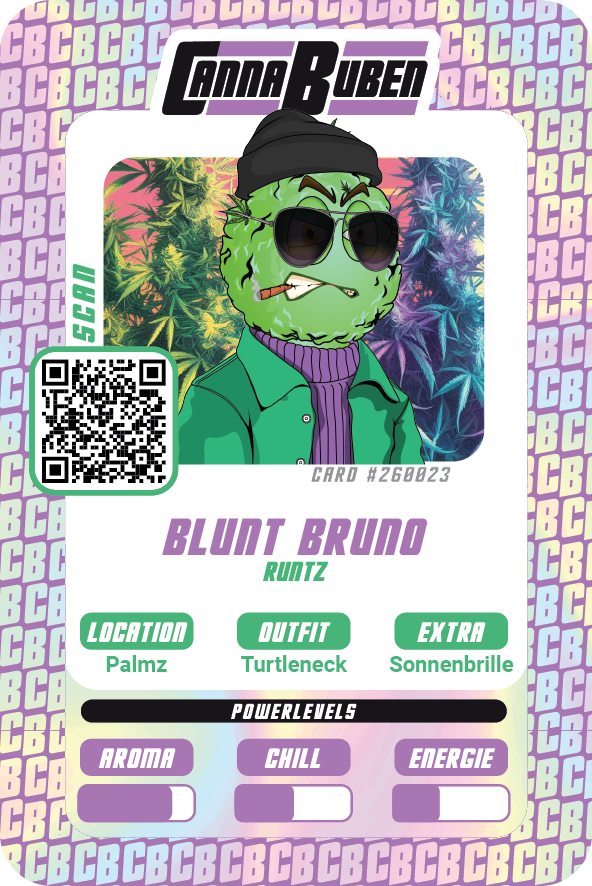 CANNABUBEN
SCAN
CARD #260023
BLUNT BRUNO
RUNTZ
LOCATION OUTFIT EXTRA
Palmz Turtleneck Sonnenbrille
POWERLEVELS
AROMA CHILL ENERGIE